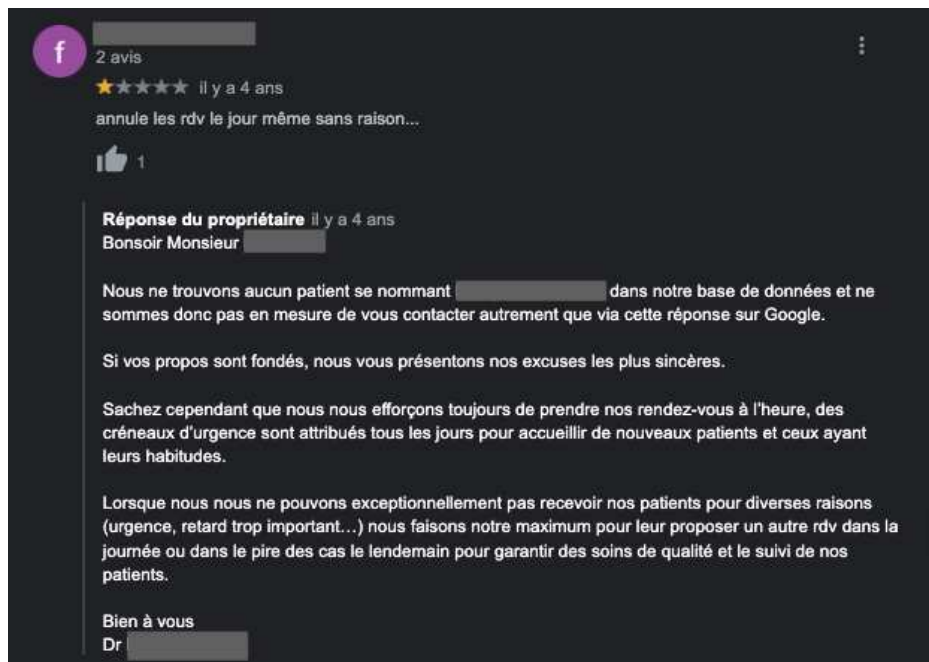 f
2 avis
il y a 4 ans
annule les rdv le jour même sans raison...
1
Réponse du propriétaire il y a 4 ans
Bonsoir Monsieur
Nous ne trouvons aucun patient se nommant dans notre base de données et ne
sommes donc pas en mesure de vous contacter autrement que via cette réponse sur Google.
Si vos propos sont fondés, nous vous présentons nos excuses les plus sincères.
Sachez cependant que nous nous efforçons toujours de prendre nos rendez-vous à l'heure, des
créneaux d'urgence sont attribués tous les jours pour accueillir de nouveaux patients et ceux ayant
leurs habitudes.
Lorsque nous nous ne pouvons exceptionnellement pas recevoir nos patients pour diverses raisons
(urgence, retard trop important…) nous faisons notre maximum pour leur proposer un autre rdv dans la
journée ou dans le pire des cas le lendemain pour garantir des soins de qualité et le suivi de nos
patients.
Bien à vous
Dr